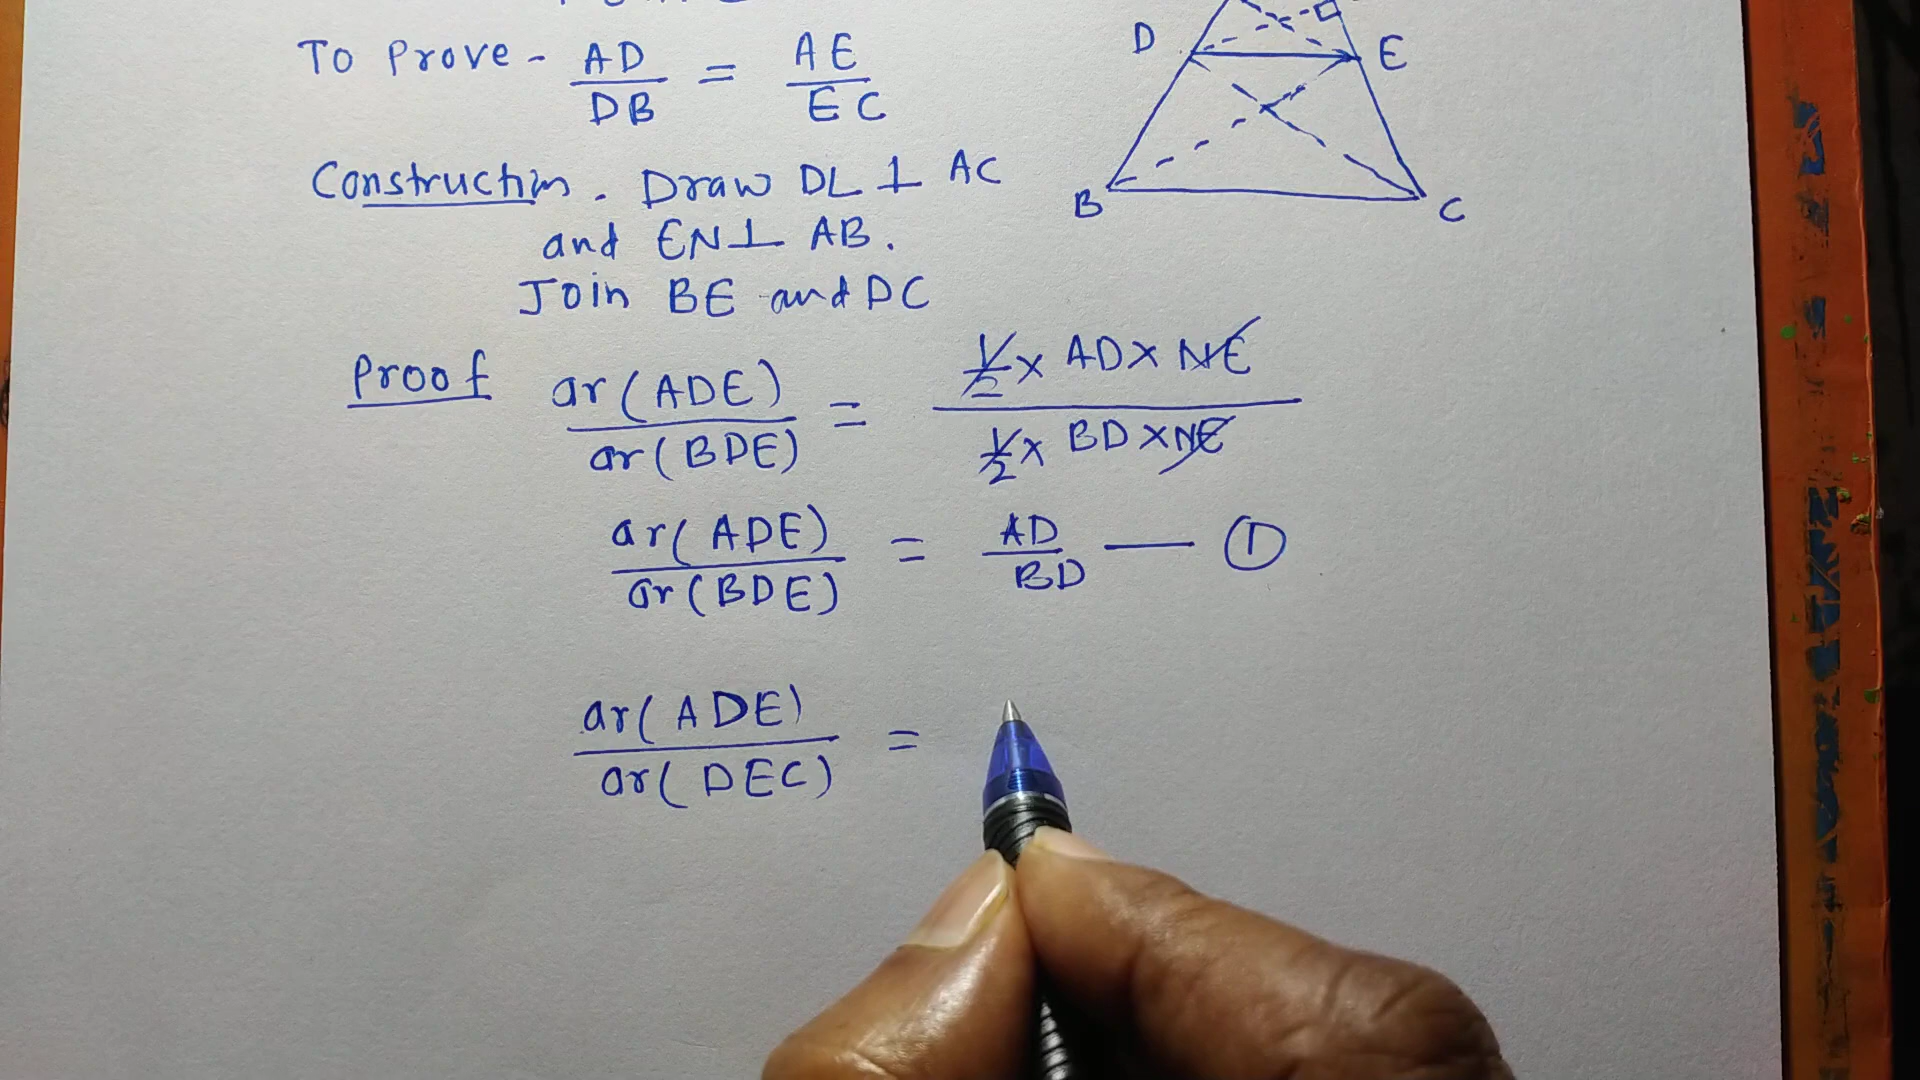 To Prove - AD/DB = AE/EC
D
E
B
C
Construction. Draw DL ⊥ AC
and EN ⊥ AB.
Join BE and DC
Proof ar(ADE)/ar(BDE) = 1/2 × AD × NE / 1/2 × BD × NE
ar(ADE)/ar(BDE) = AD/BD — ①
ar(ADE)/ar(DEC) =